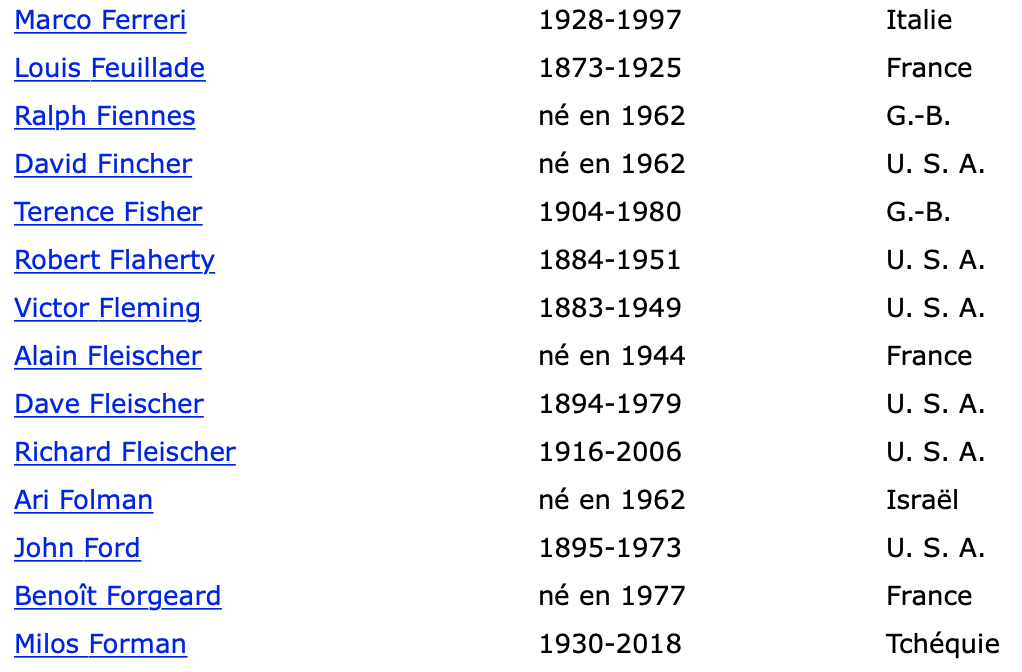 Marco Ferreri 1928-1997 Italie
Louis Feuillade 1873-1925 France
Ralph Fiennes né en 1962 G.-B.
David Fincher né en 1962 U. S. A.
Terence Fisher 1904-1980 G.-B.
Robert Flaherty 1884-1951 U. S. A.
Victor Fleming 1883-1949 U. S. A.
Alain Fleischer né en 1944 France
Dave Fleischer 1894-1979 U. S. A.
Richard Fleischer 1916-2006 U. S. A.
Ari Folman né en 1962 Israël
John Ford 1895-1973 U. S. A.
Benoît Forgeard né en 1977 France
Milos Forman 1930-2018 Tchéquie